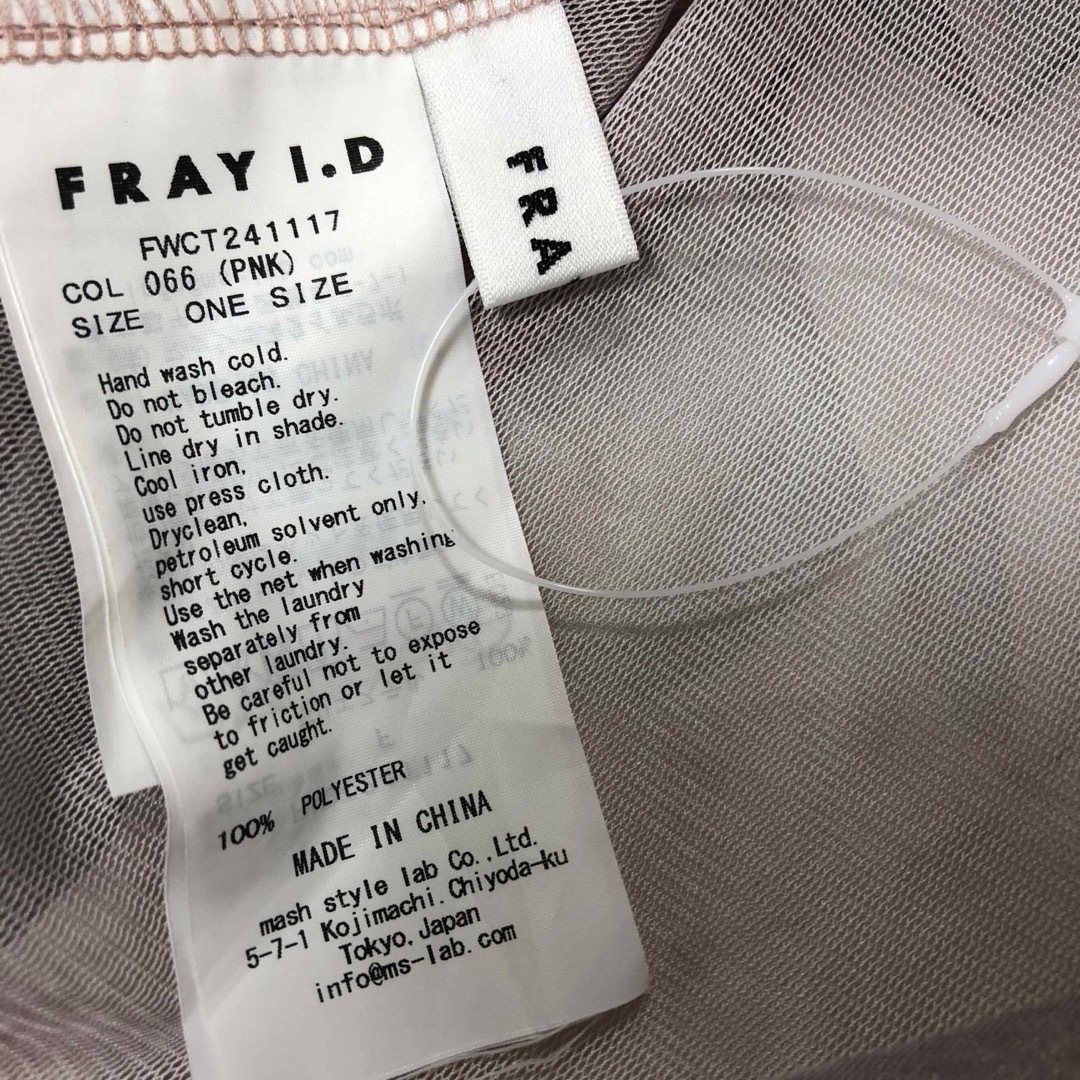 FRAY I.D
FWCT241117
COL 066 (PNK)
SIZE ONE SIZE
Hand wash cold.
Do not bleach.
Do not tumble dry.
Line dry in shade.
Cool iron,
use press cloth.
Dryclean,
petroleum solvent only,
short cycle.
Use the net when washing
Wash the laundry
separately from
other laundry.
Be careful not to expose
to friction or let it
get caught.
100% POLYESTER
MADE IN CHINA
mash style lab Co.,Ltd.
5-7-1 Kojimachi.Chiyoda-ku
Tokyo,Japan
info@ms-lab.com
FRA